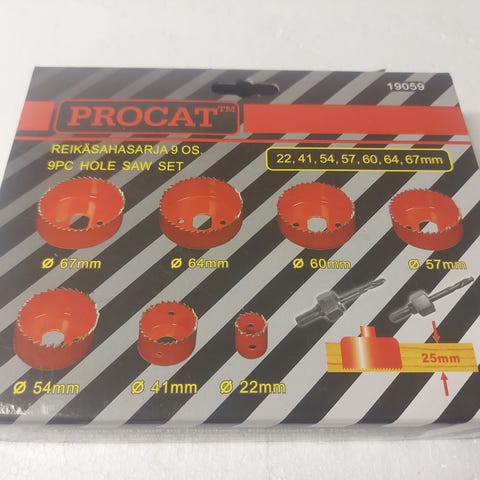 19059
PROCAT™
REIKÄSAHASARJA 9 OS.
9PC HOLE SAW SET
22, 41, 54, 57, 60, 64, 67mm
Ø 67mm
Ø 64mm
Ø 60mm
Ø 57mm
25mm
Ø 54mm
Ø 41mm
Ø 22mm